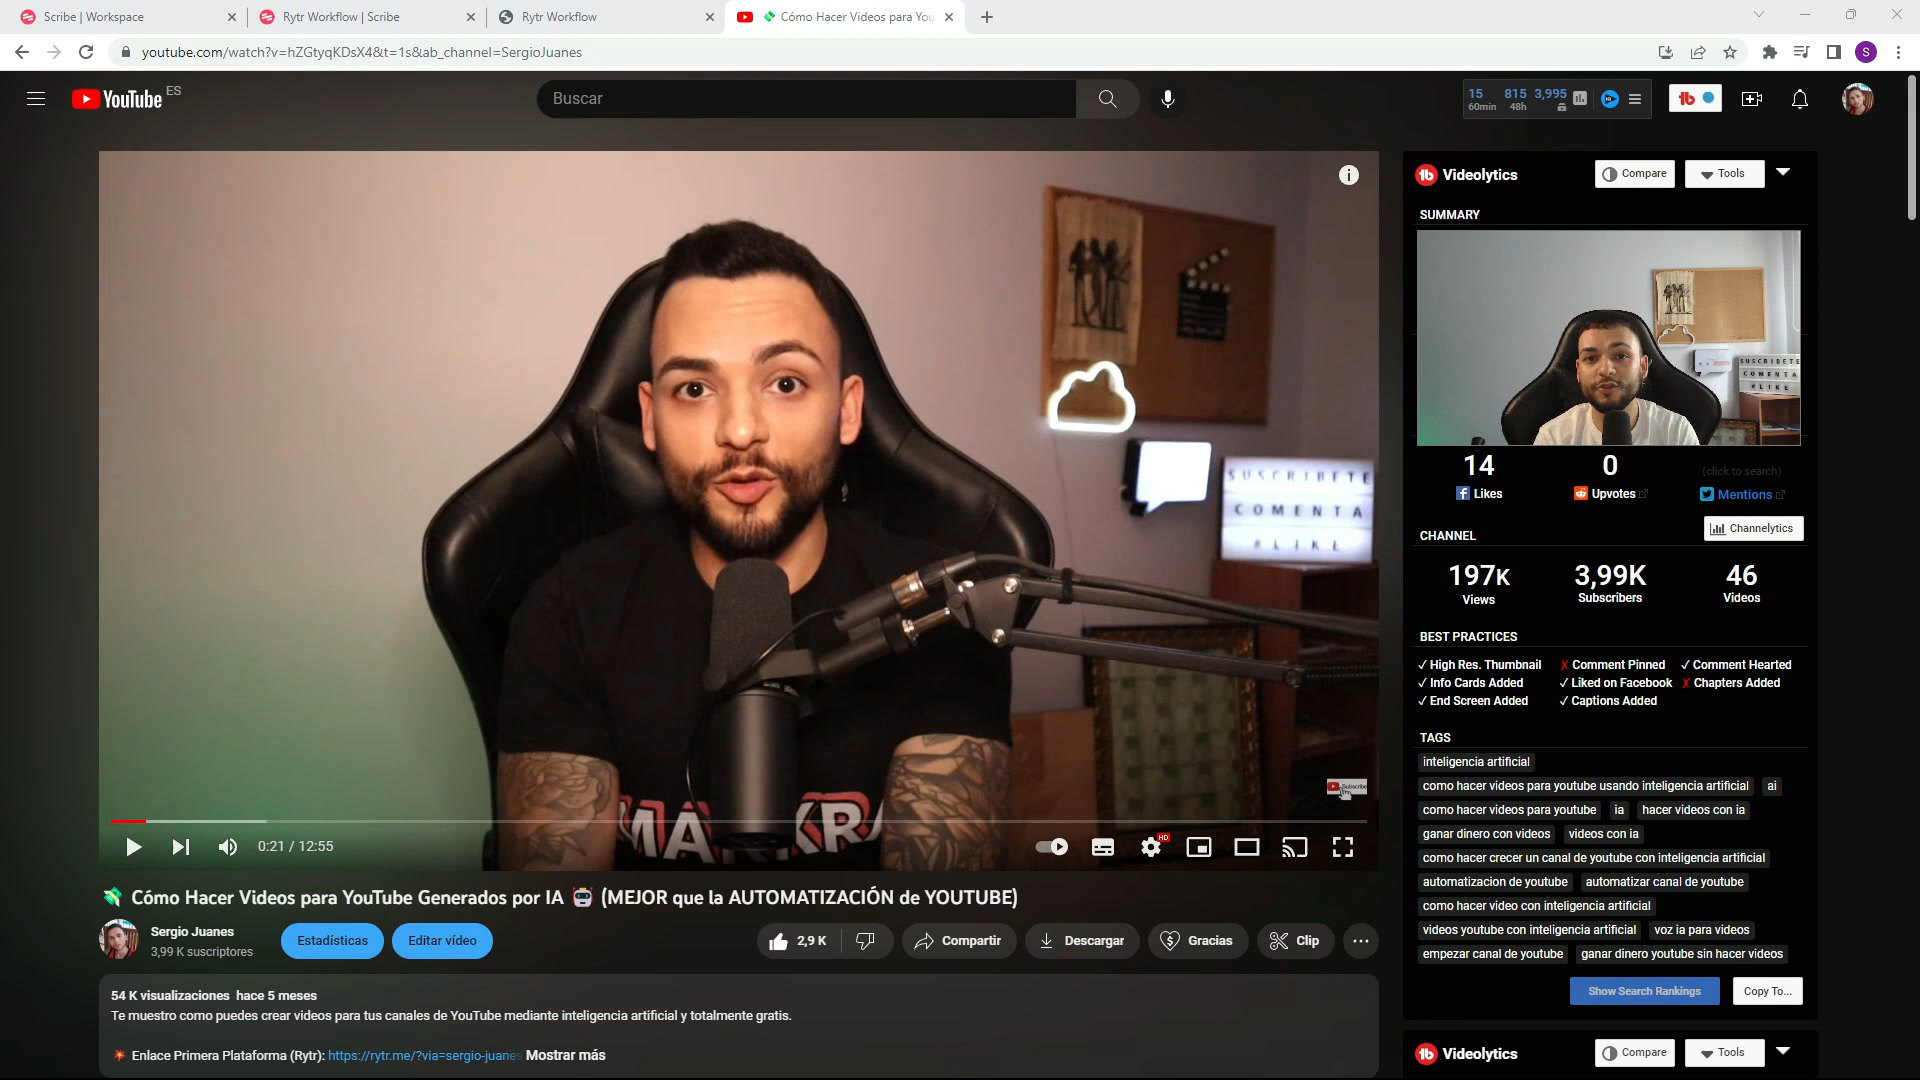 Scribe | Workspace
Rytr Workflow | Scribe
Rytr Workflow
Cómo Hacer Videos para You
youtube.com/watch?v=hZGtyqKDsX4&t=1s&ab_channel=SergioJuanes
S
YouTube ES
Buscar
15 815 3,995
60min 48h
Videolytics
Compare
Tools
SUMMARY
SUSCRIBETE
COMENTA
#LIKE
14 0 (click to search)
Likes Upvotes Mentions
CHANNEL
Channelytics
197K 3,99K 46
Views Subscribers Videos
BEST PRACTICES
✓ High Res. Thumbnail ✗ Comment Pinned ✓ Comment Hearted
✓ Info Cards Added ✓ Liked on Facebook ✗ Chapters Added
✓ End Screen Added ✓ Captions Added
TAGS
inteligencia artificial
como hacer videos para youtube usando inteligencia artificial ai
como hacer videos para youtube ia hacer videos con ia
ganar dinero con videos videos con ia
como hacer crecer un canal de youtube con inteligencia artificial
automatizacion de youtube automatizar canal de youtube
como hacer video con inteligencia artificial
videos youtube con inteligencia artificial voz ia para videos
empezar canal de youtube ganar dinero youtube sin hacer videos
Show Search Rankings Copy To...
Videolytics
Compare
Tools
SUSCRIBETE
COMENTA
#LIKE
Subscribe
0:21 / 12:55
HD
Cómo Hacer Videos para YouTube Generados por IA (MEJOR que la AUTOMATIZACIÓN de YOUTUBE)
Sergio Juanes
3,99 K suscriptores
Estadísticas
Editar vídeo
2,9 K
Compartir
Descargar
Gracias
Clip
54 K visualizaciones hace 5 meses
Te muestro como puedes crear videos para tus canales de YouTube mediante inteligencia artificial y totalmente gratis.
Enlace Primera Plataforma (Rytr): https://rytr.me/?via=sergio-juanes Mostrar más